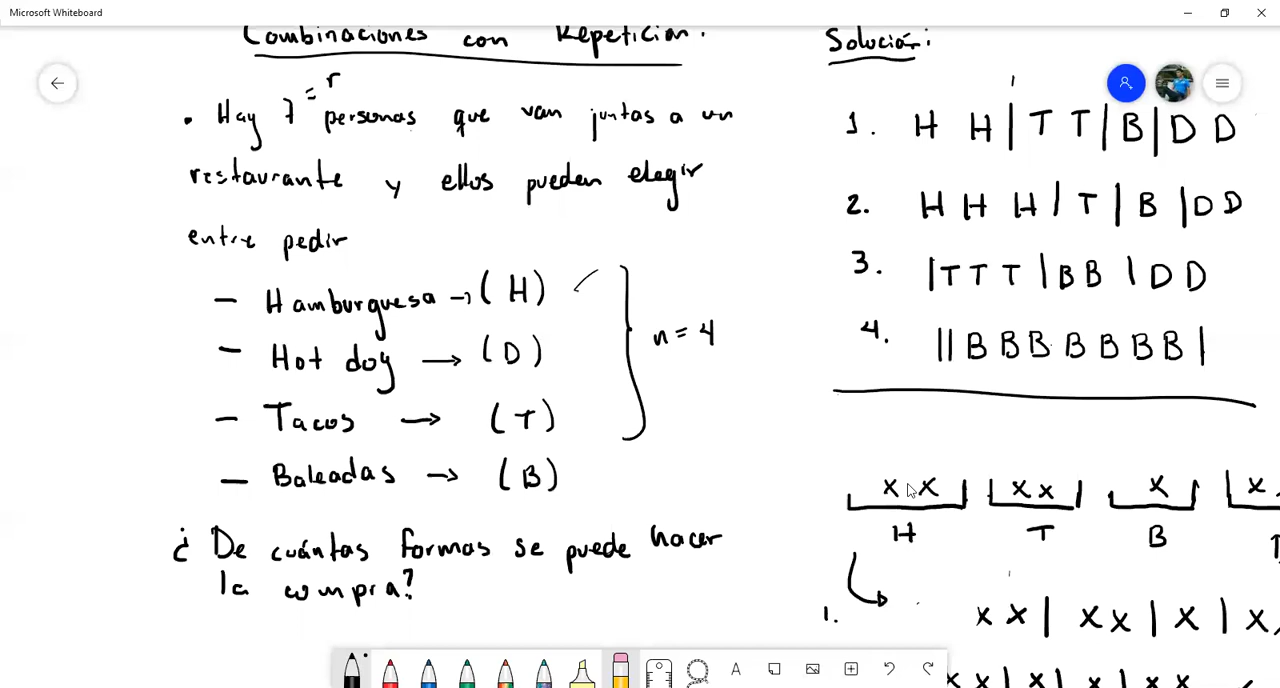 Microsoft Whiteboard
Combinaciones con Repetición.
= r
• Hay 7 personas que van juntas a un
restaurante y ellos pueden elegir
entre pedir
- Hamburguesa → (H)
- Hot dog → (D)
- Tacos → (T)
- Baleadas → (B)
n = 4
¿De cuántas formas se puede hacer
la compra?
Solución:
1. H H | T T | B | D D
2. H H H | T | B | D D
3. | T T T | B B | D D
4. | | B B B B B B B |
x x x x x x
H T B
1. x x | x x | x | x
x x | x | x x
A